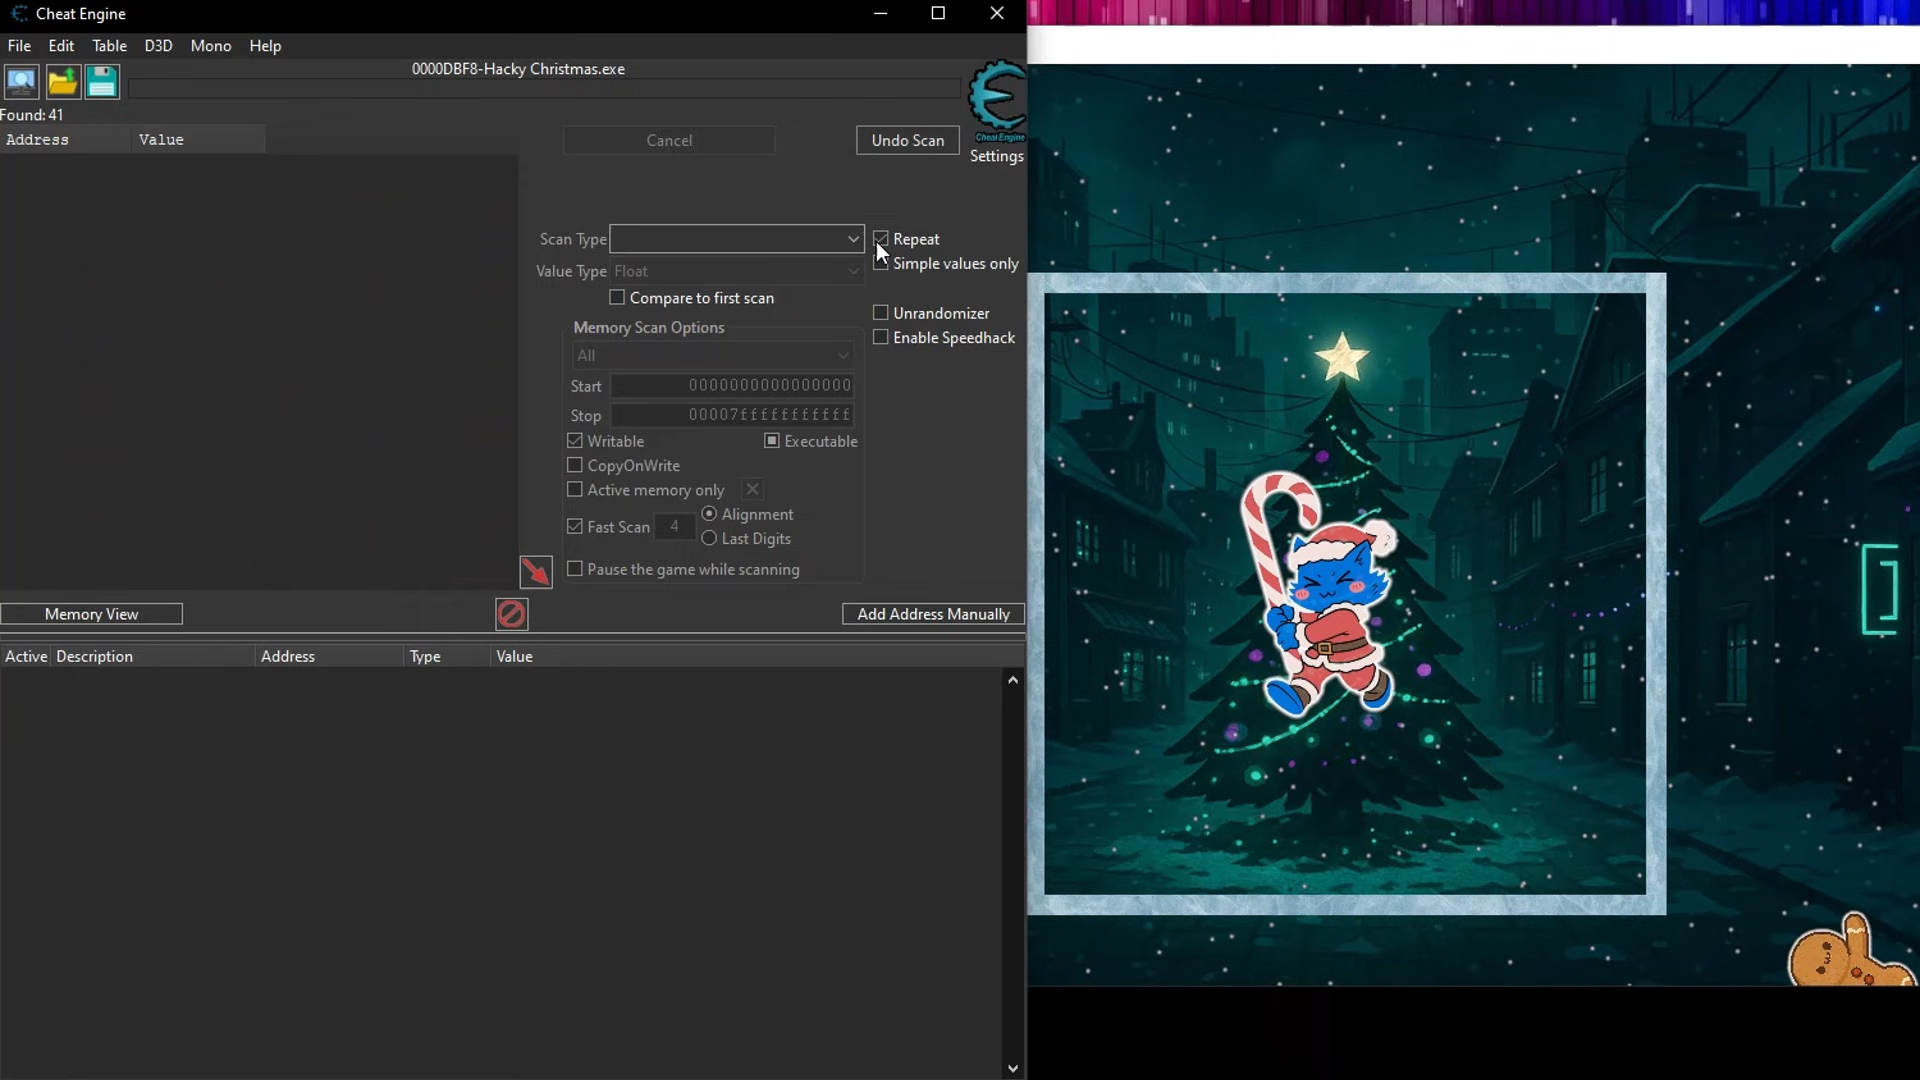 Cheat Engine
File Edit Table D3D Mono Help
0000DBF8-Hacky Christmas.exe
Found: 41
Address Value
Cancel
Undo Scan
Cheat Engine
Settings
Scan Type
Repeat
Value Type Float
Simple values only
Compare to first scan
Unrandomizer
Memory Scan Options
Enable Speedhack
All
Start 0000000000000000
Stop 00007fffffffffff
Writable Executable
CopyOnWrite
Active memory only
Fast Scan 4
Alignment
Last Digits
Pause the game while scanning
Memory View
Add Address Manually
Active Description Address Type Value